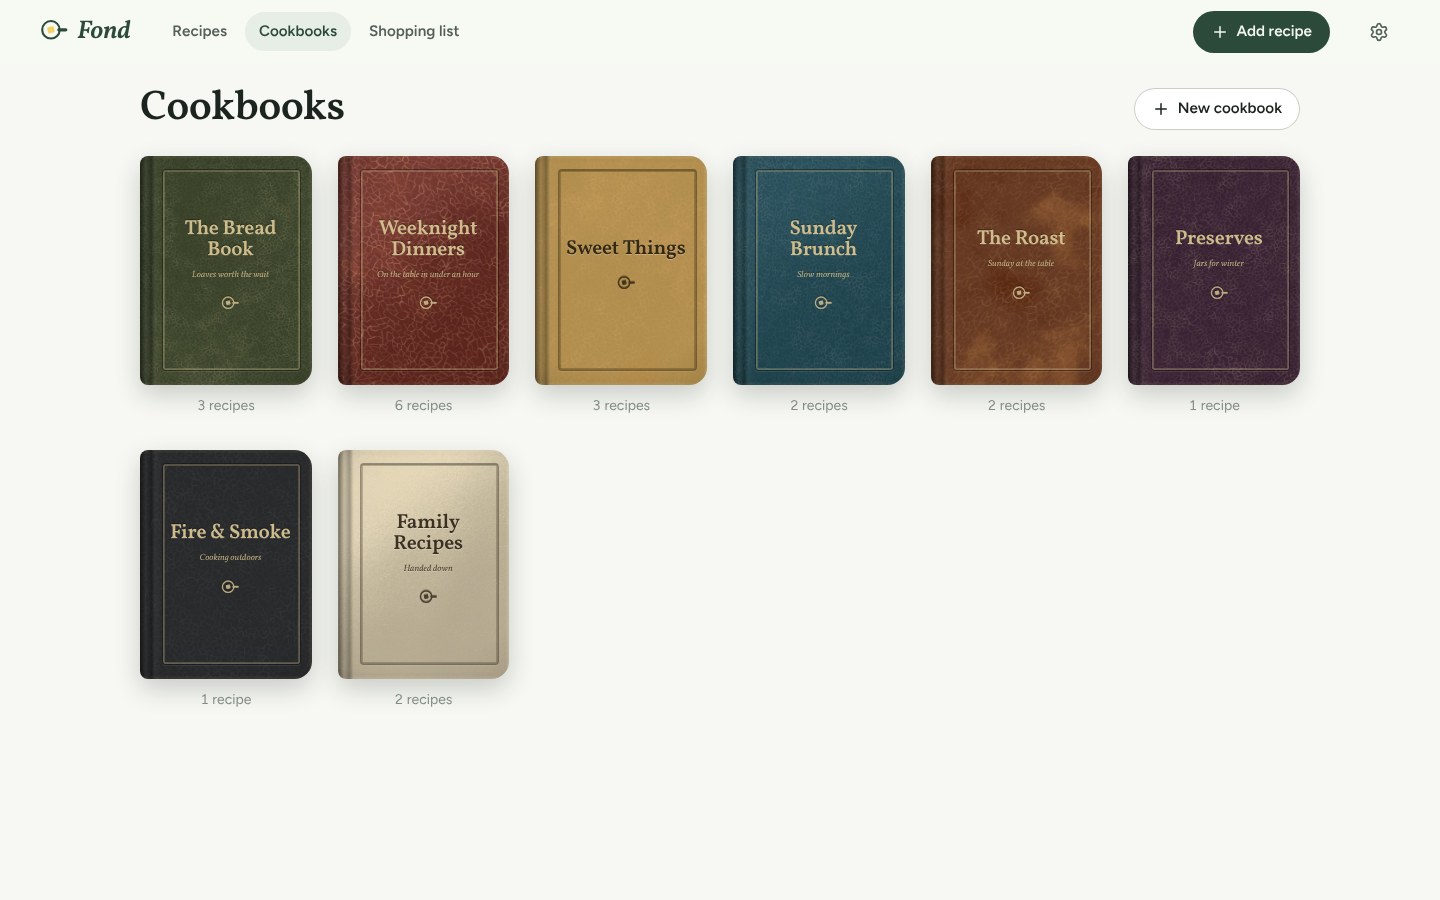 Fond
Recipes
Cookbooks
Shopping list
Add recipe
Cookbooks
New cookbook
The Bread
Book
Loaves worth the wait
3 recipes
Weeknight
Dinners
On the table in under an hour
6 recipes
Sweet Things
3 recipes
Sunday
Brunch
Slow mornings
2 recipes
The Roast
Sunday at the table
2 recipes
Preserves
Jars for winter
1 recipe
Fire & Smoke
Cooking outdoors
1 recipe
Family
Recipes
Handed down
2 recipes